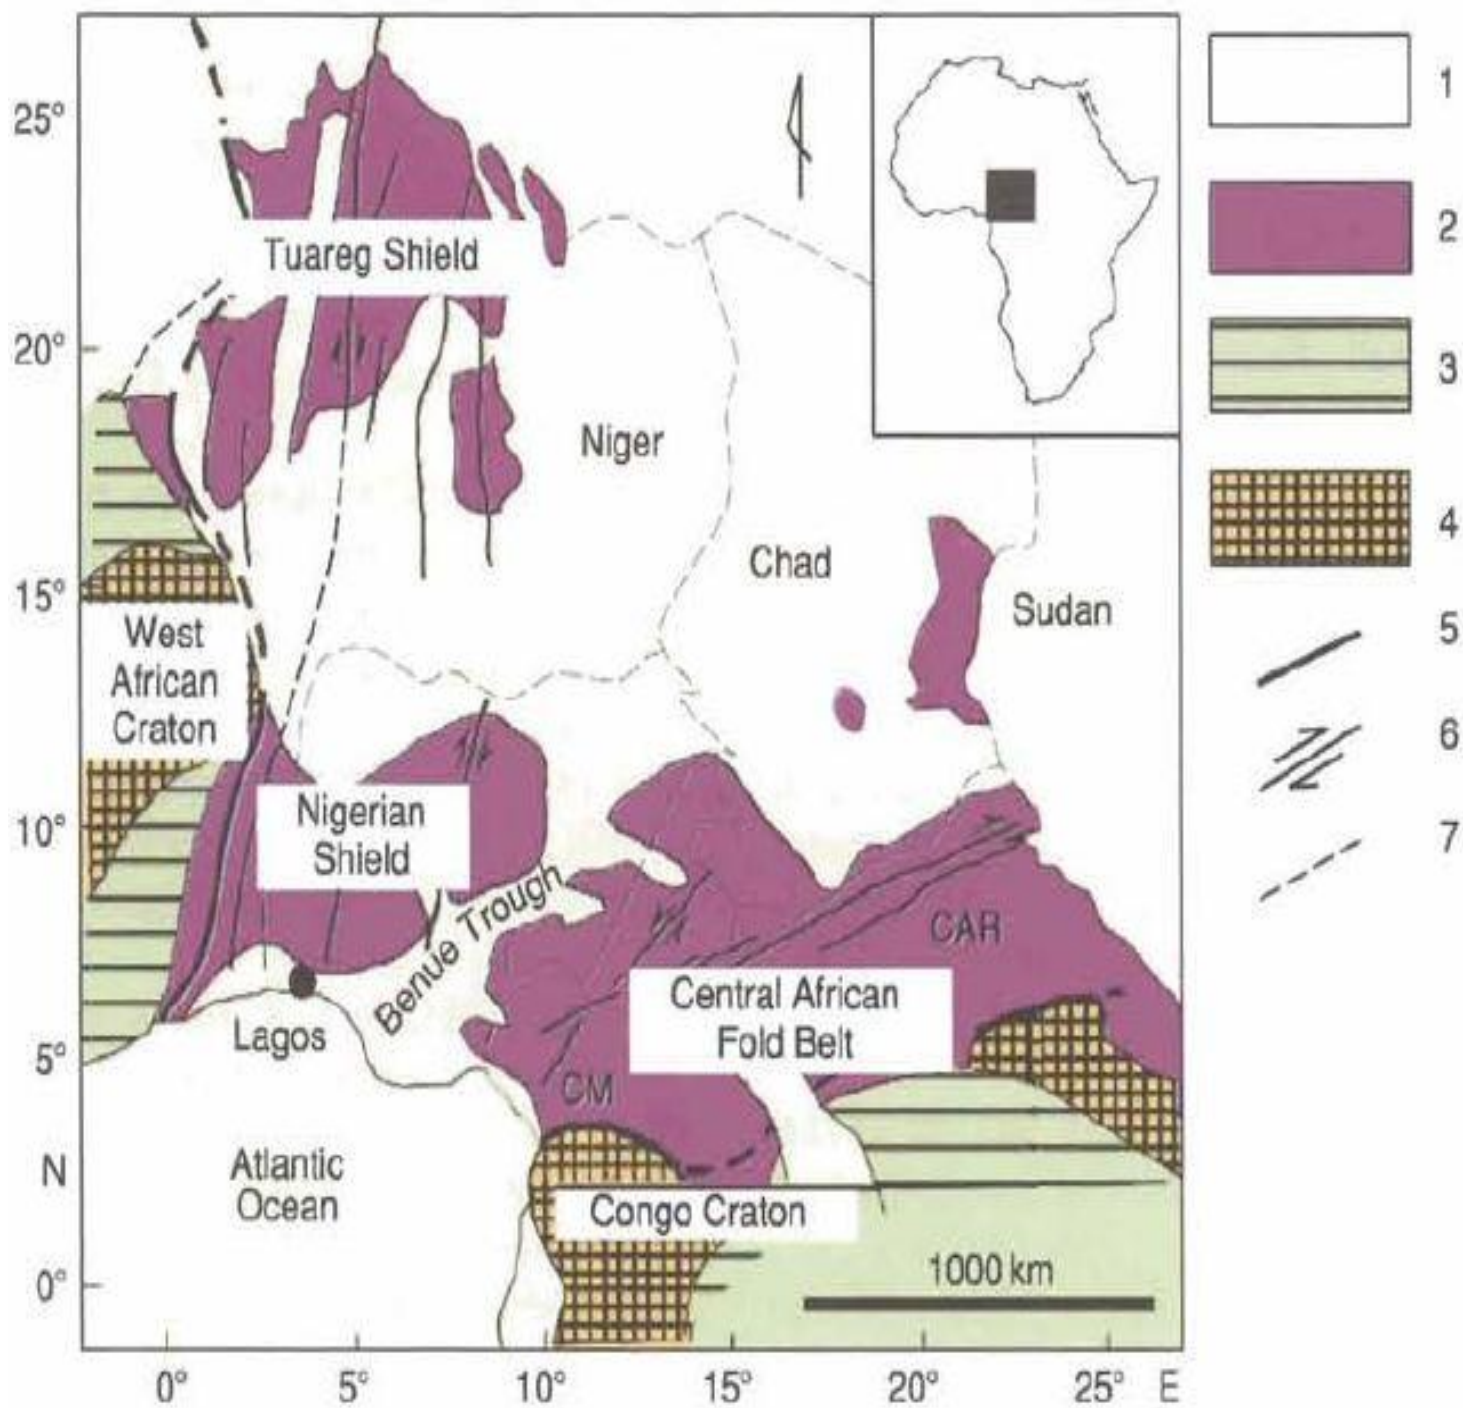 25°
20°
15°
10°
5°
N
0°
0°
5°
10°
15°
20°
25°
E
Tuareg Shield
Niger
Chad
Sudan
West
African
Craton
Nigerian
Shield
Benue Trough
CAR
Central African
Fold Belt
Lagos
CM
Atlantic
Ocean
Congo Craton
1000 km
1
2
3
4
5
6
7